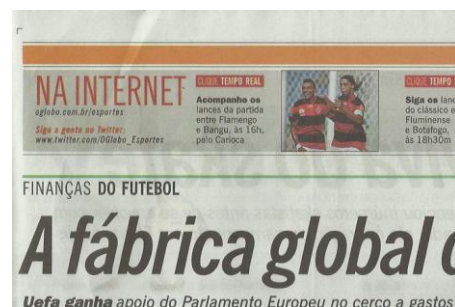 NA INTERNET
oglobo.com.br/esportes
Siga a gente no Twitter:
www.twitter.com/OGlobo_Esportes
CLIQUE TEMPO REAL
Acompanhe os
lances da partida
entre Flamengo
e Bangu, às 16h,
pelo Carioca
CLIQUE TEMPO
Siga os
do clássico e
Fluminense
e Botafogo,
às 18h30m
FINANÇAS DO FUTEBOL
A fábrica global
Uefa ganha apoio do Parlamento Europeu no cerco a gastos